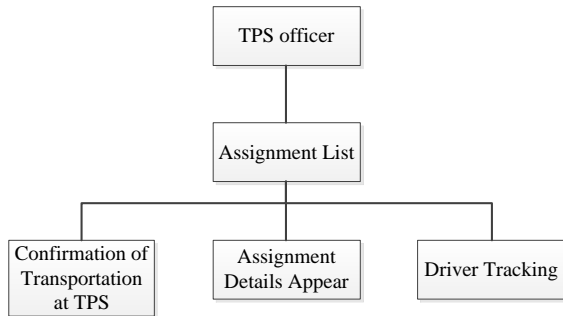 TPS officer
Assignment List
Confirmation of
Transportation
at TPS
Assignment
Details Appear
Driver Tracking